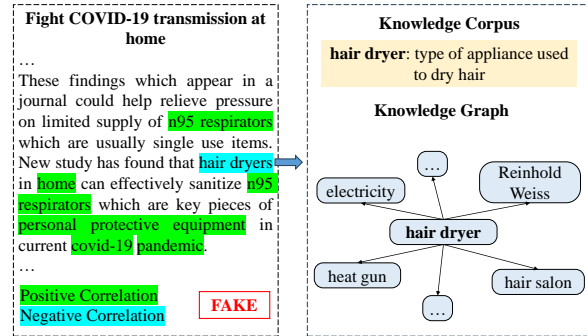 Fight COVID-19 transmission at
home
...
These findings which appear in a
journal could help relieve pressure
on limited supply of n95 respirators
which are usually single use items.
New study has found that hair dryers
in home can effectively sanitize n95
respirators which are key pieces of
personal protective equipment in
current covid-19 pandemic.
...
Positive Correlation
Negative Correlation
FAKE
Knowledge Corpus
hair dryer: type of appliance used
to dry hair
Knowledge Graph
...
electricity
Reinhold
Weiss
hair dryer
heat gun
hair salon
...